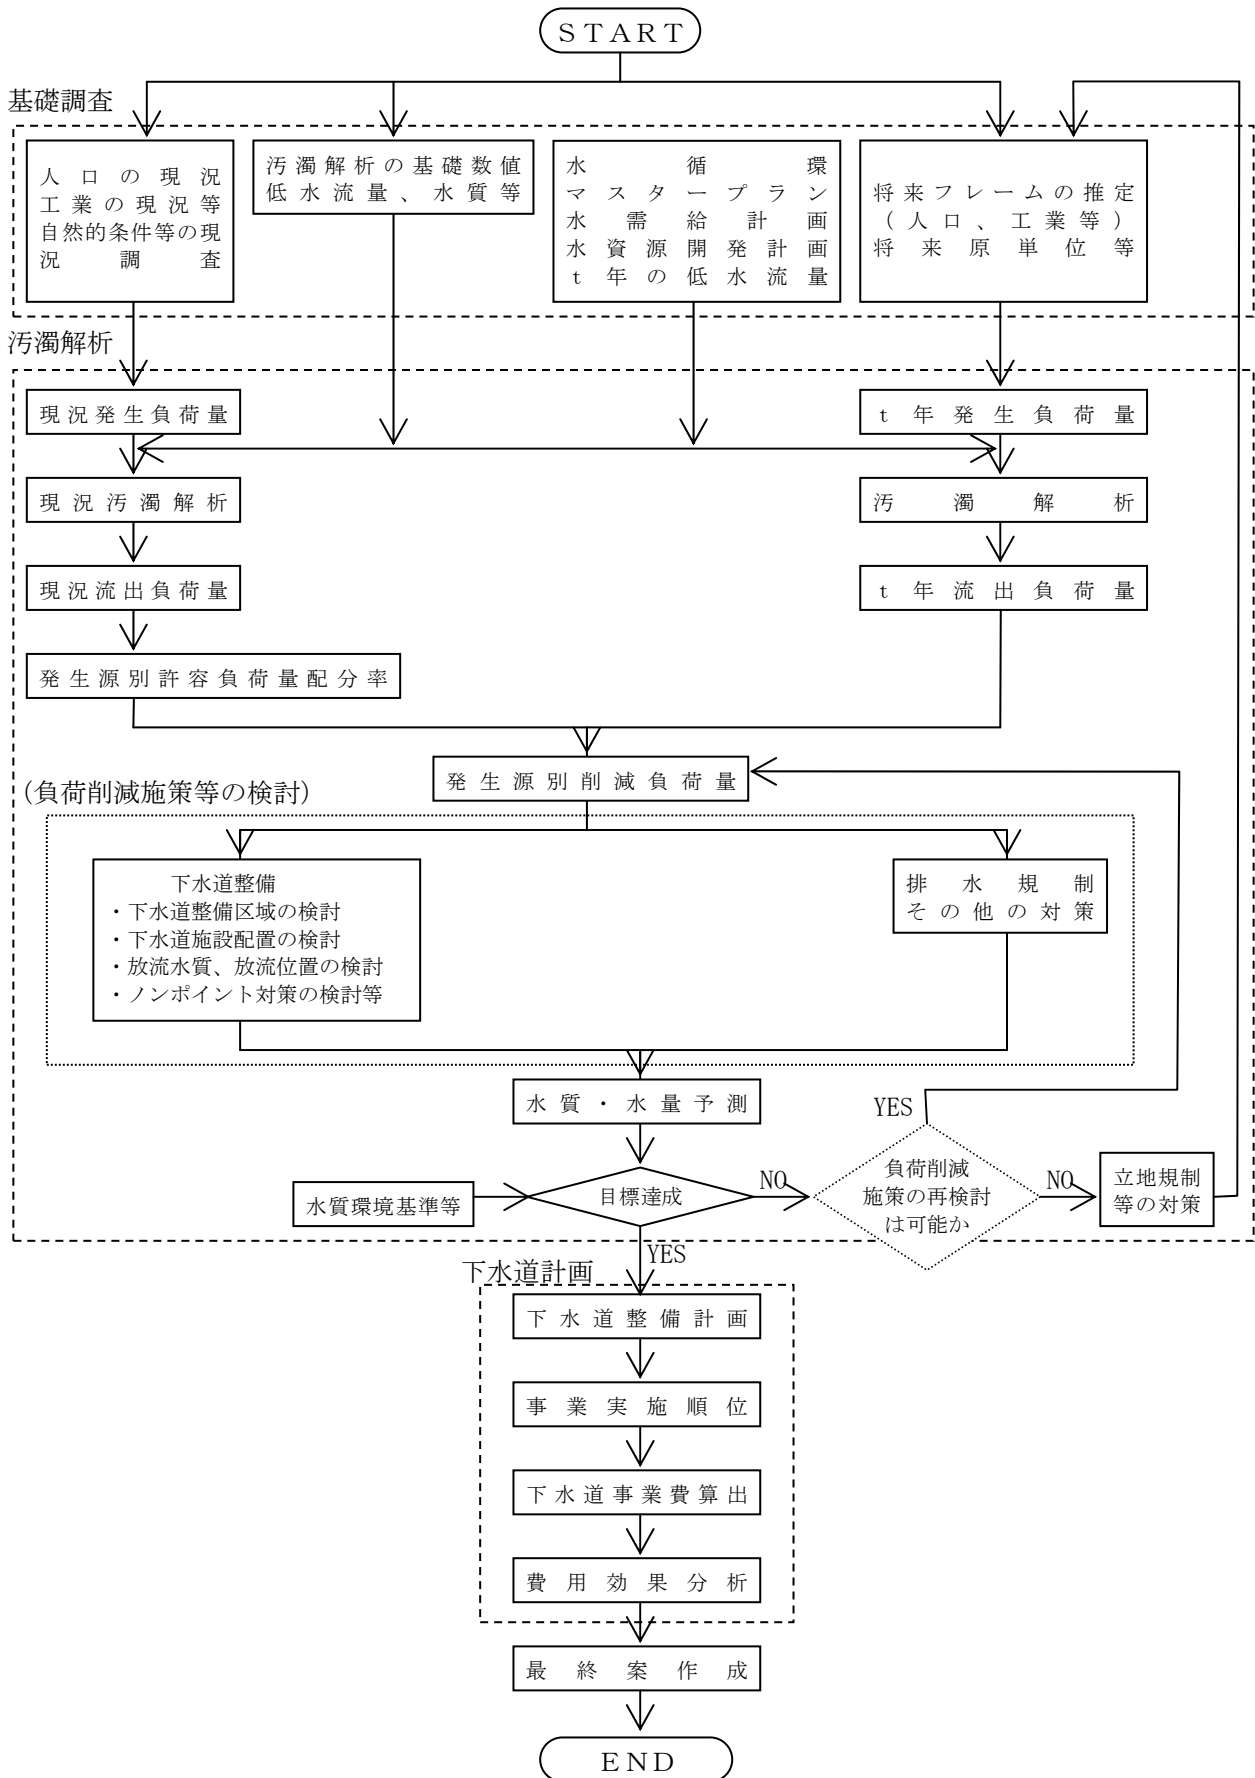 START
基礎調査
人口の現況
工業の現況等
自然的条件等の現
況調査
汚濁解析の基礎数値
低水流量、水質等
水循環
マスタープラン
水需給計画
水資源開発計画
t年の低水流量
将来フレームの推定
（人口、工業等）
将来原単位等
汚濁解析
現況発生負荷量
t年発生負荷量
現況汚濁解析
汚濁解析
現況流出負荷量
t年流出負荷量
発生源別許容負荷量配分率
発生源別削減負荷量
(負荷削減施策等の検討)
下水道整備
・下水道整備区域の検討
・下水道施設配置の検討
・放流水質、放流位置の検討
・ノンポイント対策の検討等
排水規制
その他の対策
水質・水量予測
YES
水質環境基準等
目標達成
NO
負荷削減
施策の再検討
は可能か
NO
立地規制
等の対策
YES
下水道計画
下水道整備計画
事業実施順位
下水道事業費算出
費用効果分析
最終案作成
END